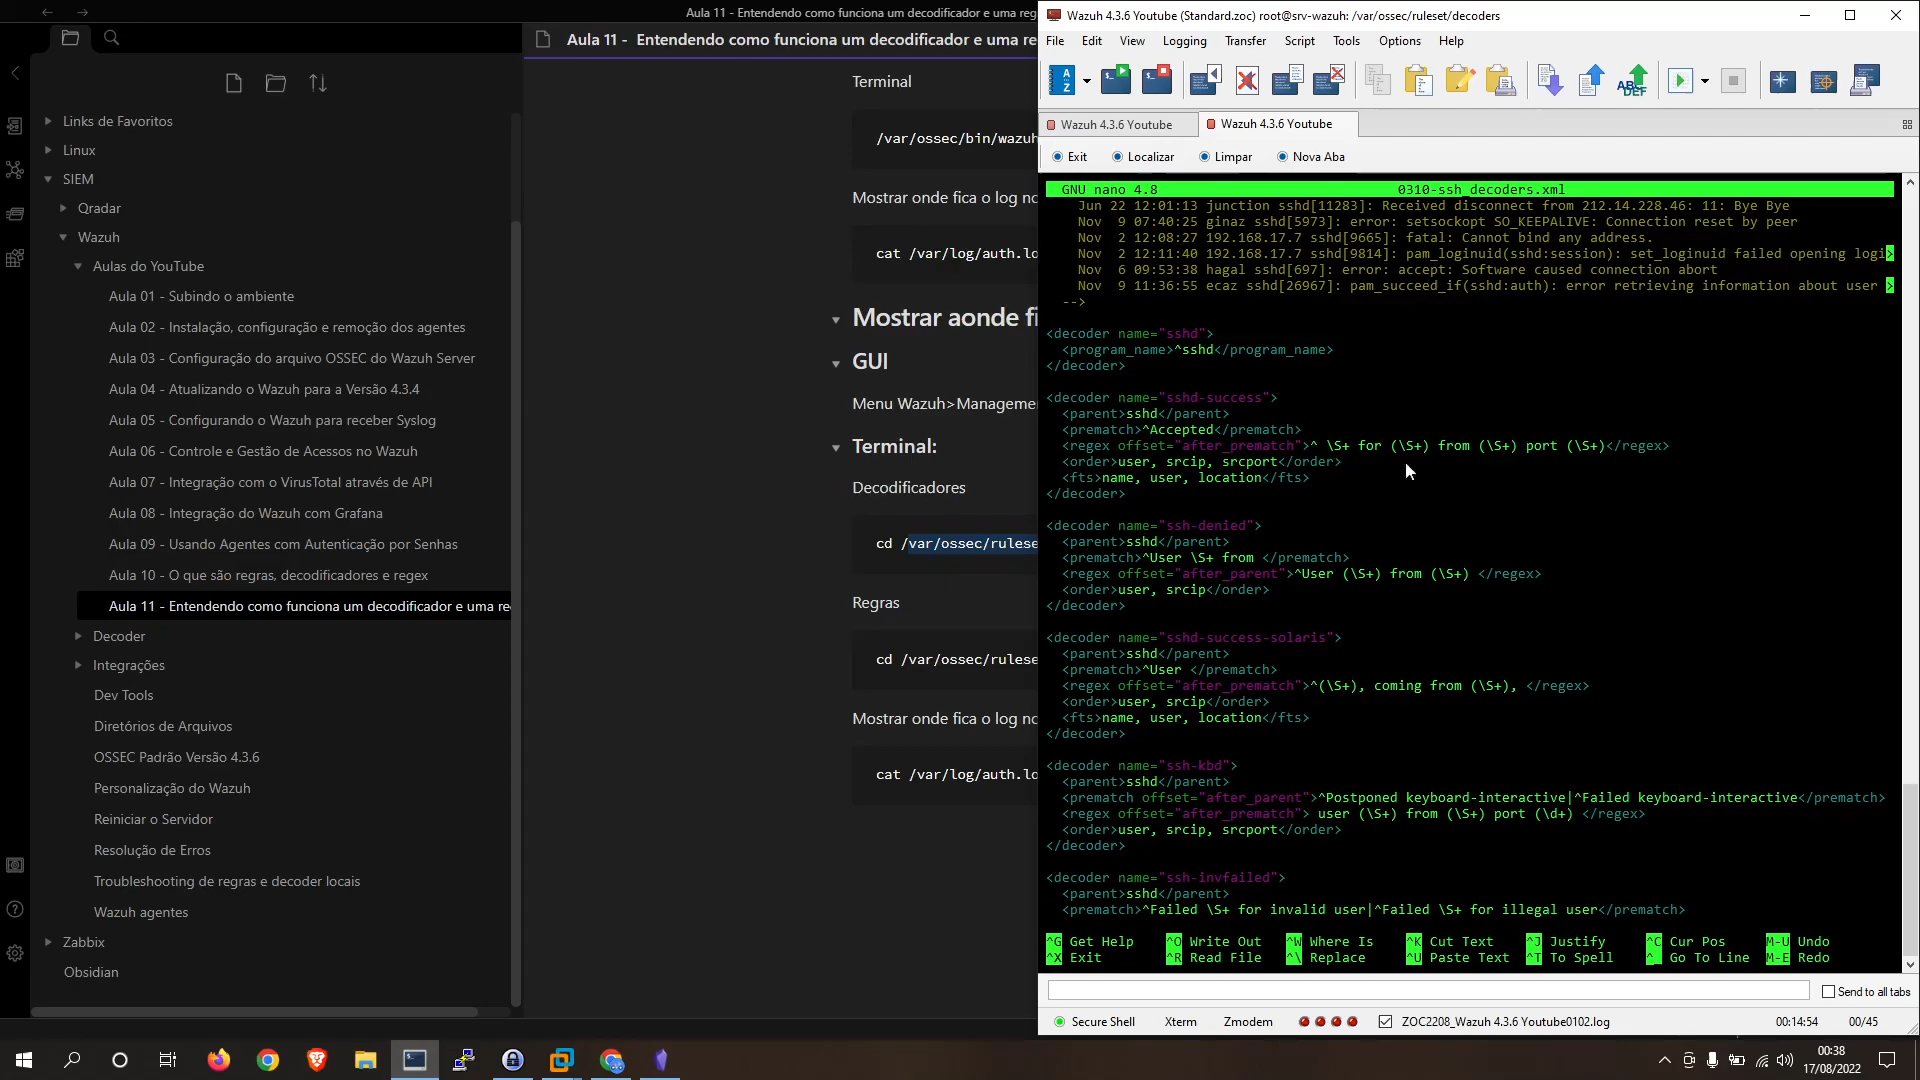 Aula 11 - Entendendo como funciona um decodificador e uma reg
Aula 11 - Entendendo como funciona um decodificador e uma re
Links de Favoritos
Linux
SIEM
Qradar
Wazuh
Aulas do YouTube
Aula 01 - Subindo o ambiente
Aula 02 - Instalação, configuração e remoção dos agentes
Aula 03 - Configuração do arquivo OSSEC do Wazuh Server
Aula 04 - Atualizando o Wazuh para a Versão 4.3.4
Aula 05 - Configurando o Wazuh para receber Syslog
Aula 06 - Controle e Gestão de Acessos no Wazuh
Aula 07 - Integração com o VirusTotal através de API
Aula 08 - Integração do Wazuh com Grafana
Aula 09 - Usando Agentes com Autenticação por Senhas
Aula 10 - O que são regras, decodificadores e regex
Aula 11 - Entendendo como funciona um decodificador e uma re
Decoder
Integrações
Dev Tools
Diretórios de Arquivos
OSSEC Padrão Versão 4.3.6
Personalização do Wazuh
Reiniciar o Servidor
Resolução de Erros
Troubleshooting de regras e decoder locais
Wazuh agentes
Zabbix
Obsidian
Terminal
/var/ossec/bin/wazuh
Mostrar onde fica o log no
cat /var/log/auth.lo
Mostrar aonde fi
GUI
Menu Wazuh>Managemen
Terminal:
Decodificadores
cd /var/ossec/rulese
Regras
cd /var/ossec/rulese
Mostrar onde fica o log no
cat /var/log/auth.lo
Wazuh 4.3.6 Youtube (Standard.zoc) root@srv-wazuh: /var/ossec/ruleset/decoders
File Edit View Logging Transfer Script Tools Options Help
A
Z
ABC
DEF
Wazuh 4.3.6 Youtube
Wazuh 4.3.6 Youtube
Exit Localizar Limpar Nova Aba
GNU nano 4.8 0310-ssh_decoders.xml
Jun 22 12:01:13 junction sshd[11283]: Received disconnect from 212.14.228.46: 11: Bye Bye
Nov  9 07:40:25 ginaz sshd[5973]: error: setsockopt SO_KEEPALIVE: Connection reset by peer
Nov  2 12:08:27 192.168.17.7 sshd[9665]: fatal: Cannot bind any address.
Nov  2 12:11:40 192.168.17.7 sshd[9814]: pam_loginuid(sshd:session): set_loginuid failed opening logi>
Nov  6 09:53:38 hagal sshd[697]: error: accept: Software caused connection abort
Nov  9 11:36:55 ecaz sshd[26967]: pam_succeed_if(sshd:auth): error retrieving information about user >
-->
<decoder name="sshd">
<program_name>^sshd</program_name>
</decoder>
<decoder name="sshd-success">
<parent>sshd</parent>
<prematch>^Accepted</prematch>
<regex offset="after_prematch">^ \S+ for (\S+) from (\S+) port (\S+)</regex>
<order>user, srcip, srcport</order>
<fts>name, user, location</fts>
</decoder>
<decoder name="ssh-denied">
<parent>sshd</parent>
<prematch>^User \S+ from </prematch>
<regex offset="after_parent">^User (\S+) from (\S+) </regex>
<order>user, srcip</order>
</decoder>
<decoder name="sshd-success-solaris">
<parent>sshd</parent>
<prematch>^User </prematch>
<regex offset="after_prematch">^(\S+), coming from (\S+), </regex>
<order>user, srcip</order>
<fts>name, user, location</fts>
</decoder>
<decoder name="ssh-kbd">
<parent>sshd</parent>
<prematch offset="after_parent">^Postponed keyboard-interactive|^Failed keyboard-interactive</prematch>
<regex offset="after_prematch"> user (\S+) from (\S+) port (\d+) </regex>
<order>user, srcip, srcport</order>
</decoder>
<decoder name="ssh-invfailed">
<parent>sshd</parent>
<prematch>^Failed \S+ for invalid user|^Failed \S+ for illegal user</prematch>
^G Get Help ^O Write Out ^W Where Is ^K Cut Text ^J Justify ^C Cur Pos M-U Undo
^X Exit ^R Read File ^\ Replace ^U Paste Text ^T To Spell ^_ Go To Line M-E Redo
Send to all tabs
Secure Shell Xterm Zmodem ZOC2208_Wazuh 4.3.6 Youtube0102.log 00:14:54 00/45
00:38
17/08/2022